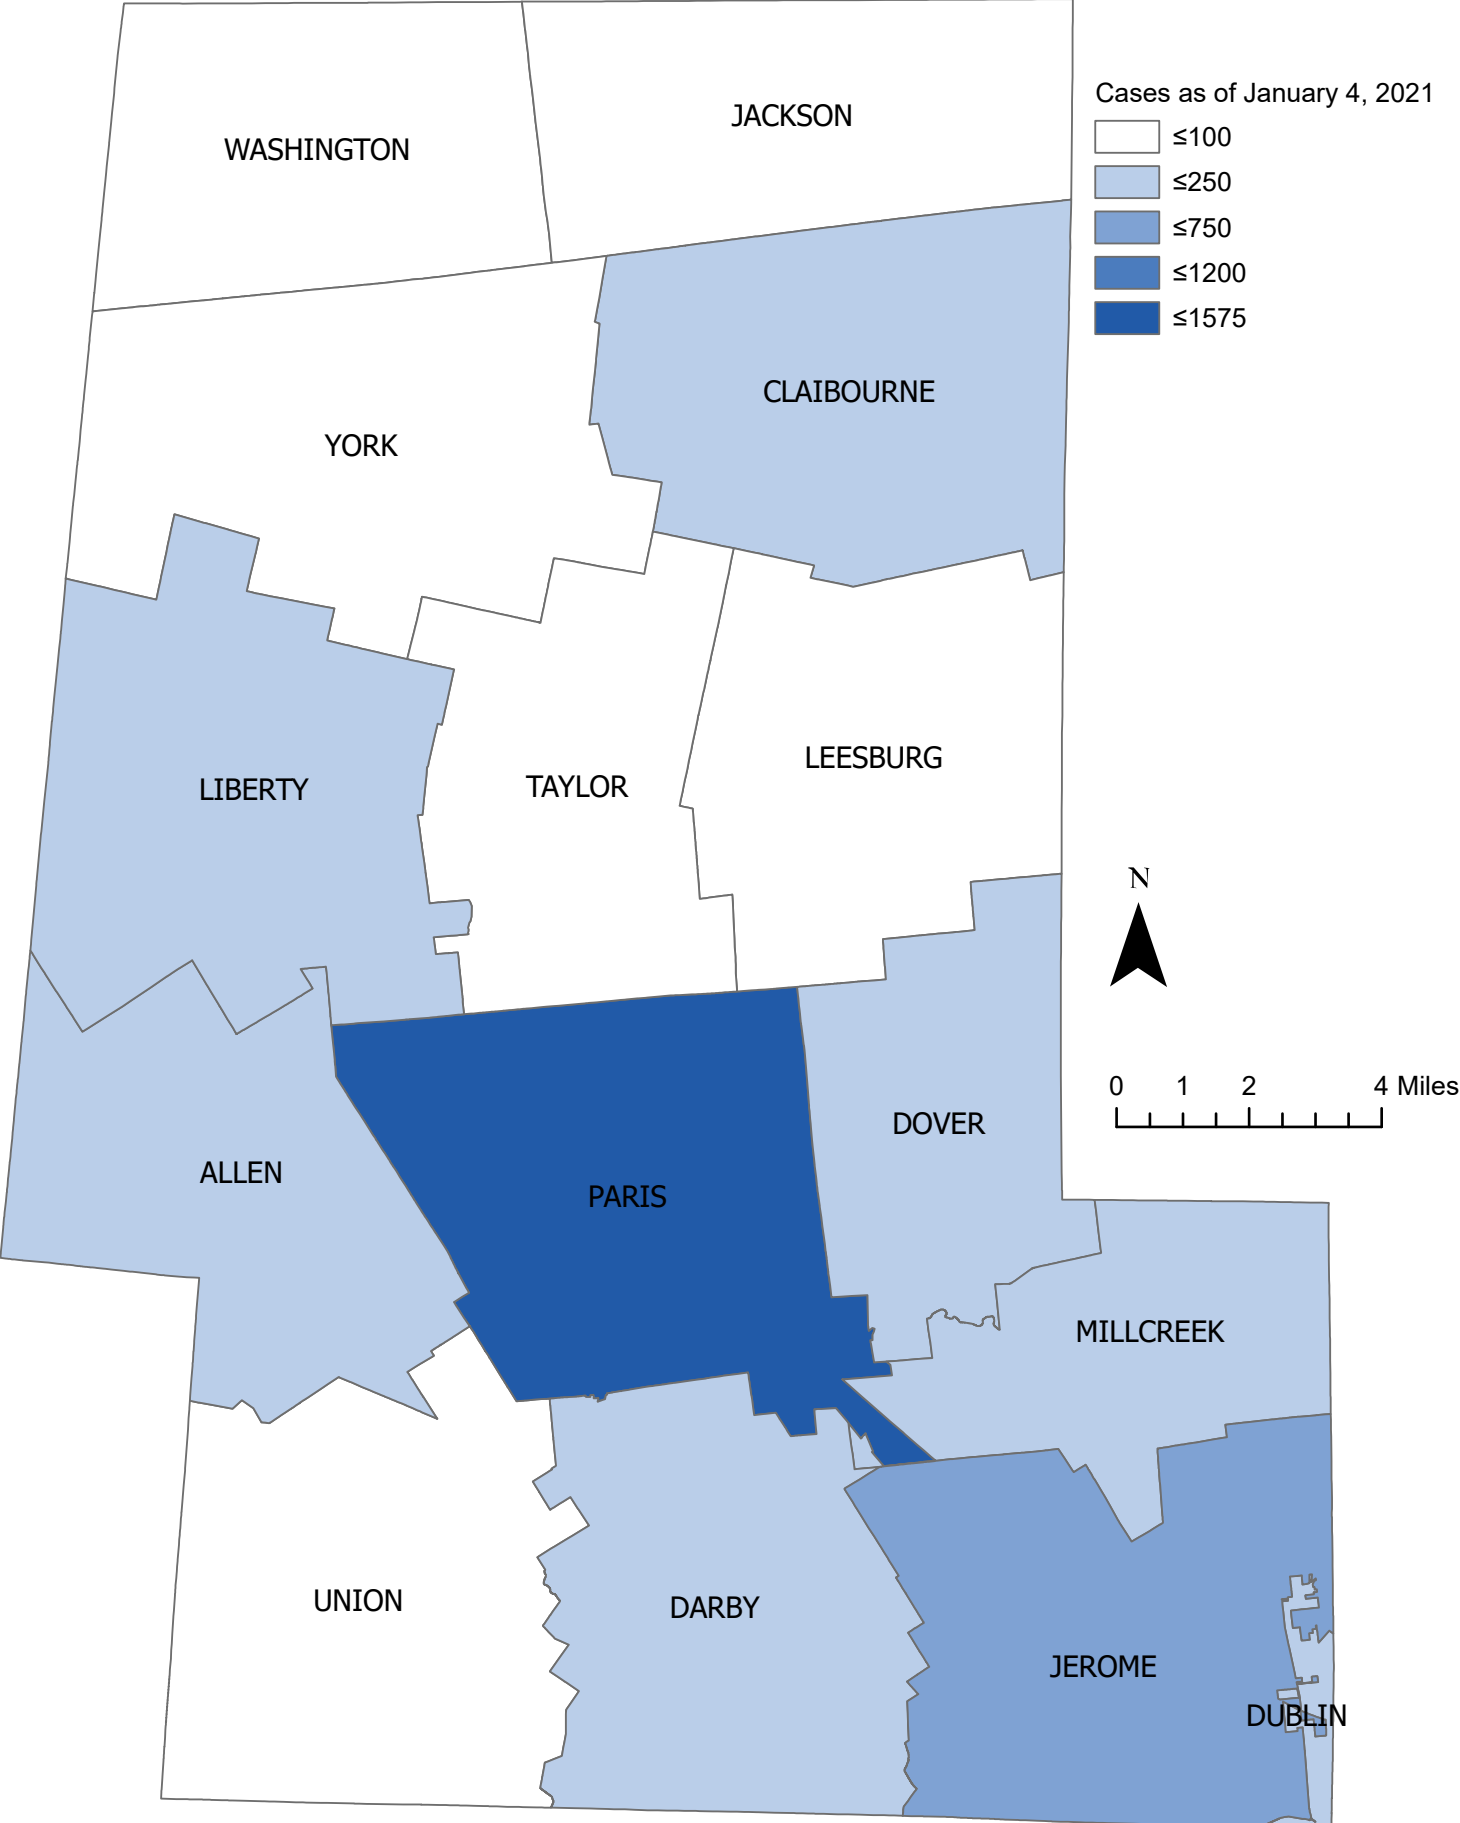 WASHINGTON
JACKSON
Cases as of January 4, 2021
≤100
≤250
≤750
≤1200
≤1575
CLAIBOURNE
YORK
LIBERTY
TAYLOR
LEESBURG
N
0 1 2 4 Miles
ALLEN
PARIS
DOVER
MILLCREEK
UNION
DARBY
JEROME
DUBLIN